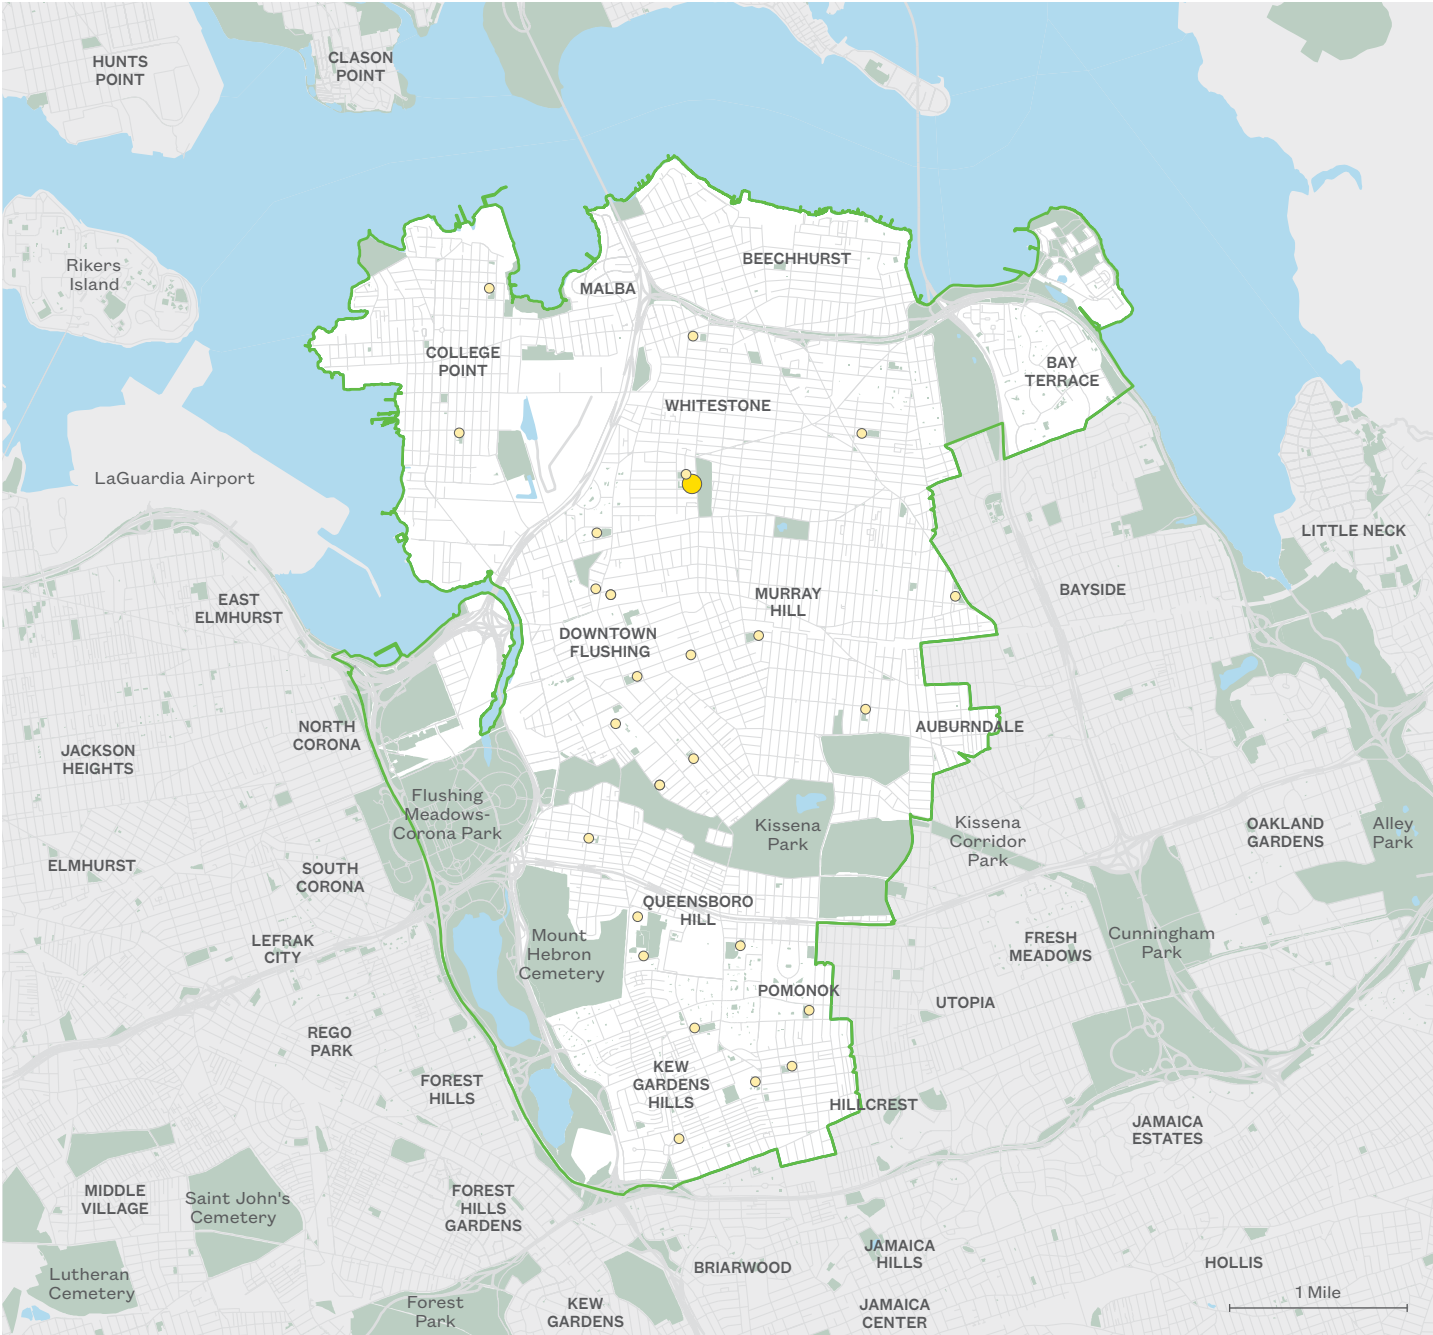 HUNTS
POINT
CLASON
POINT
Rikers
Island
BEECHHURST
MALBA
COLLEGE
POINT
BAY
TERRACE
WHITESTONE
LaGuardia Airport
LITTLE NECK
EAST
ELMHURST
MURRAY
HILL
BAYSIDE
DOWNTOWN
FLUSHING
NORTH
CORONA
AUBURNDALE
JACKSON
HEIGHTS
Flushing
Meadows-
Corona Park
Kissena
Park
Kissena
Corridor
Park
OAKLAND
GARDENS
Alley
Park
ELMHURST
SOUTH
CORONA
QUEENSBORO
HILL
LEFRAK
CITY
Mount
Hebron
Cemetery
FRESH
MEADOWS
Cunningham
Park
POMONOK
UTOPIA
REGO
PARK
FOREST
HILLS
KEW
GARDENS
HILLS
HILLCREST
JAMAICA
ESTATES
MIDDLE
VILLAGE
Saint John's
Cemetery
FOREST
HILLS
GARDENS
JAMAICA
HILLS
BRIARWOOD
HOLLIS
Lutheran
Cemetery
Forest
Park
KEW
GARDENS
JAMAICA
CENTER
1 Mile